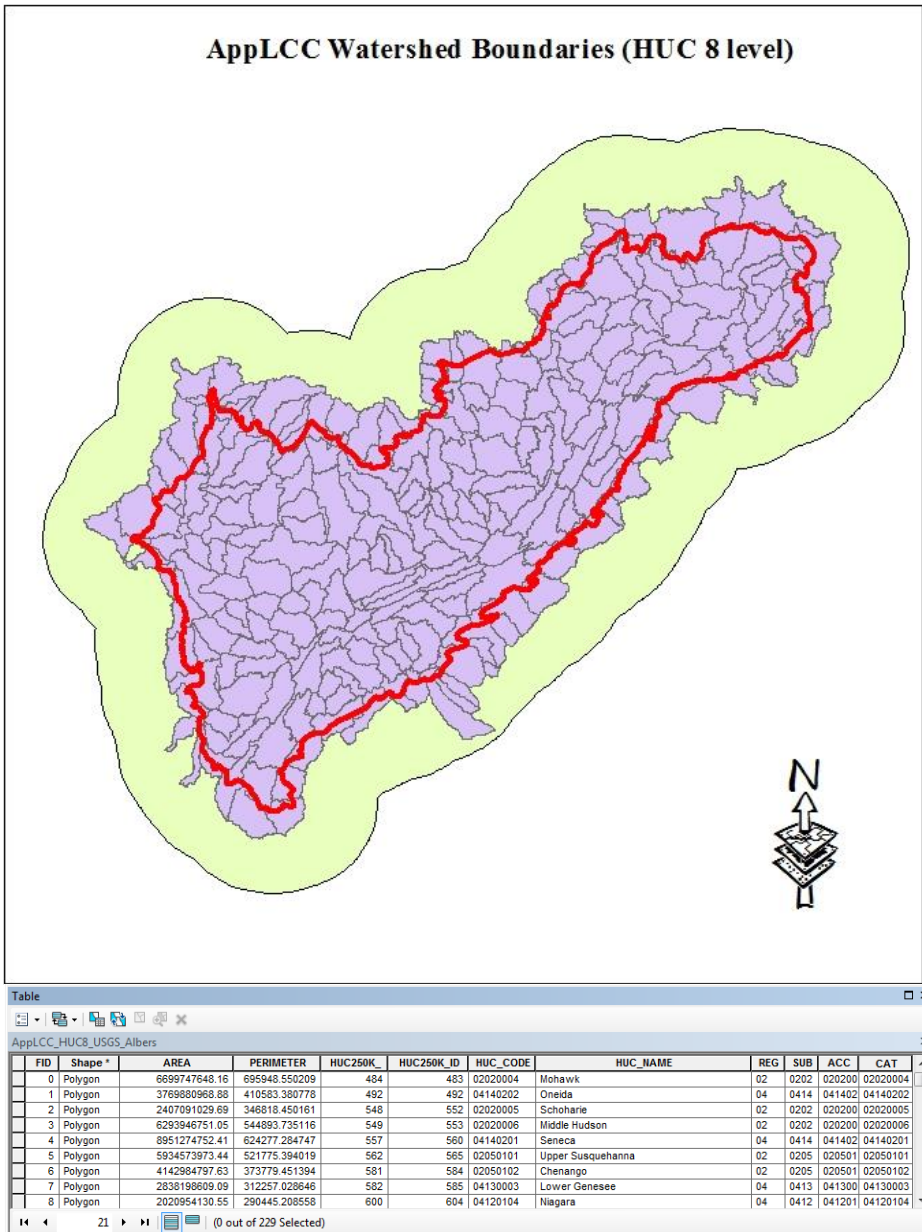 AppLCC Watershed Boundaries (HUC 8 level)
N
Table
AppLCC_HUC8_USGS_Albers
FID Shape * AREA PERIMETER HUC250K_ HUC250K_ID HUC_CODE HUC_NAME REG SUB ACC CAT
0 Polygon 6699747648.16 695948.550209 484 483 02020004 Mohawk 02 0202 020200 02020004
1 Polygon 3769880968.88 410583.380778 492 492 04140202 Oneida 04 0414 041402 04140202
2 Polygon 2407091029.69 346818.450161 548 552 02020005 Schoharie 02 0202 020200 02020005
3 Polygon 6293946751.05 544893.735116 549 553 02020006 Middle Hudson 02 0202 020200 02020006
4 Polygon 8951274752.41 624277.284747 557 560 04140201 Seneca 04 0414 041402 04140201
5 Polygon 5934573973.44 521775.394019 562 565 02050101 Upper Susquehanna 02 0205 020501 02050101
6 Polygon 4142984797.63 373779.451394 581 584 02050102 Chenango 02 0205 020501 02050102
7 Polygon 2838198609.09 312257.028646 582 585 04130003 Lower Genesee 04 0413 041300 04130003
8 Polygon 2020954130.55 290445.208558 600 604 04120104 Niagara 04 0412 041201 04120104
21 (0 out of 229 Selected)